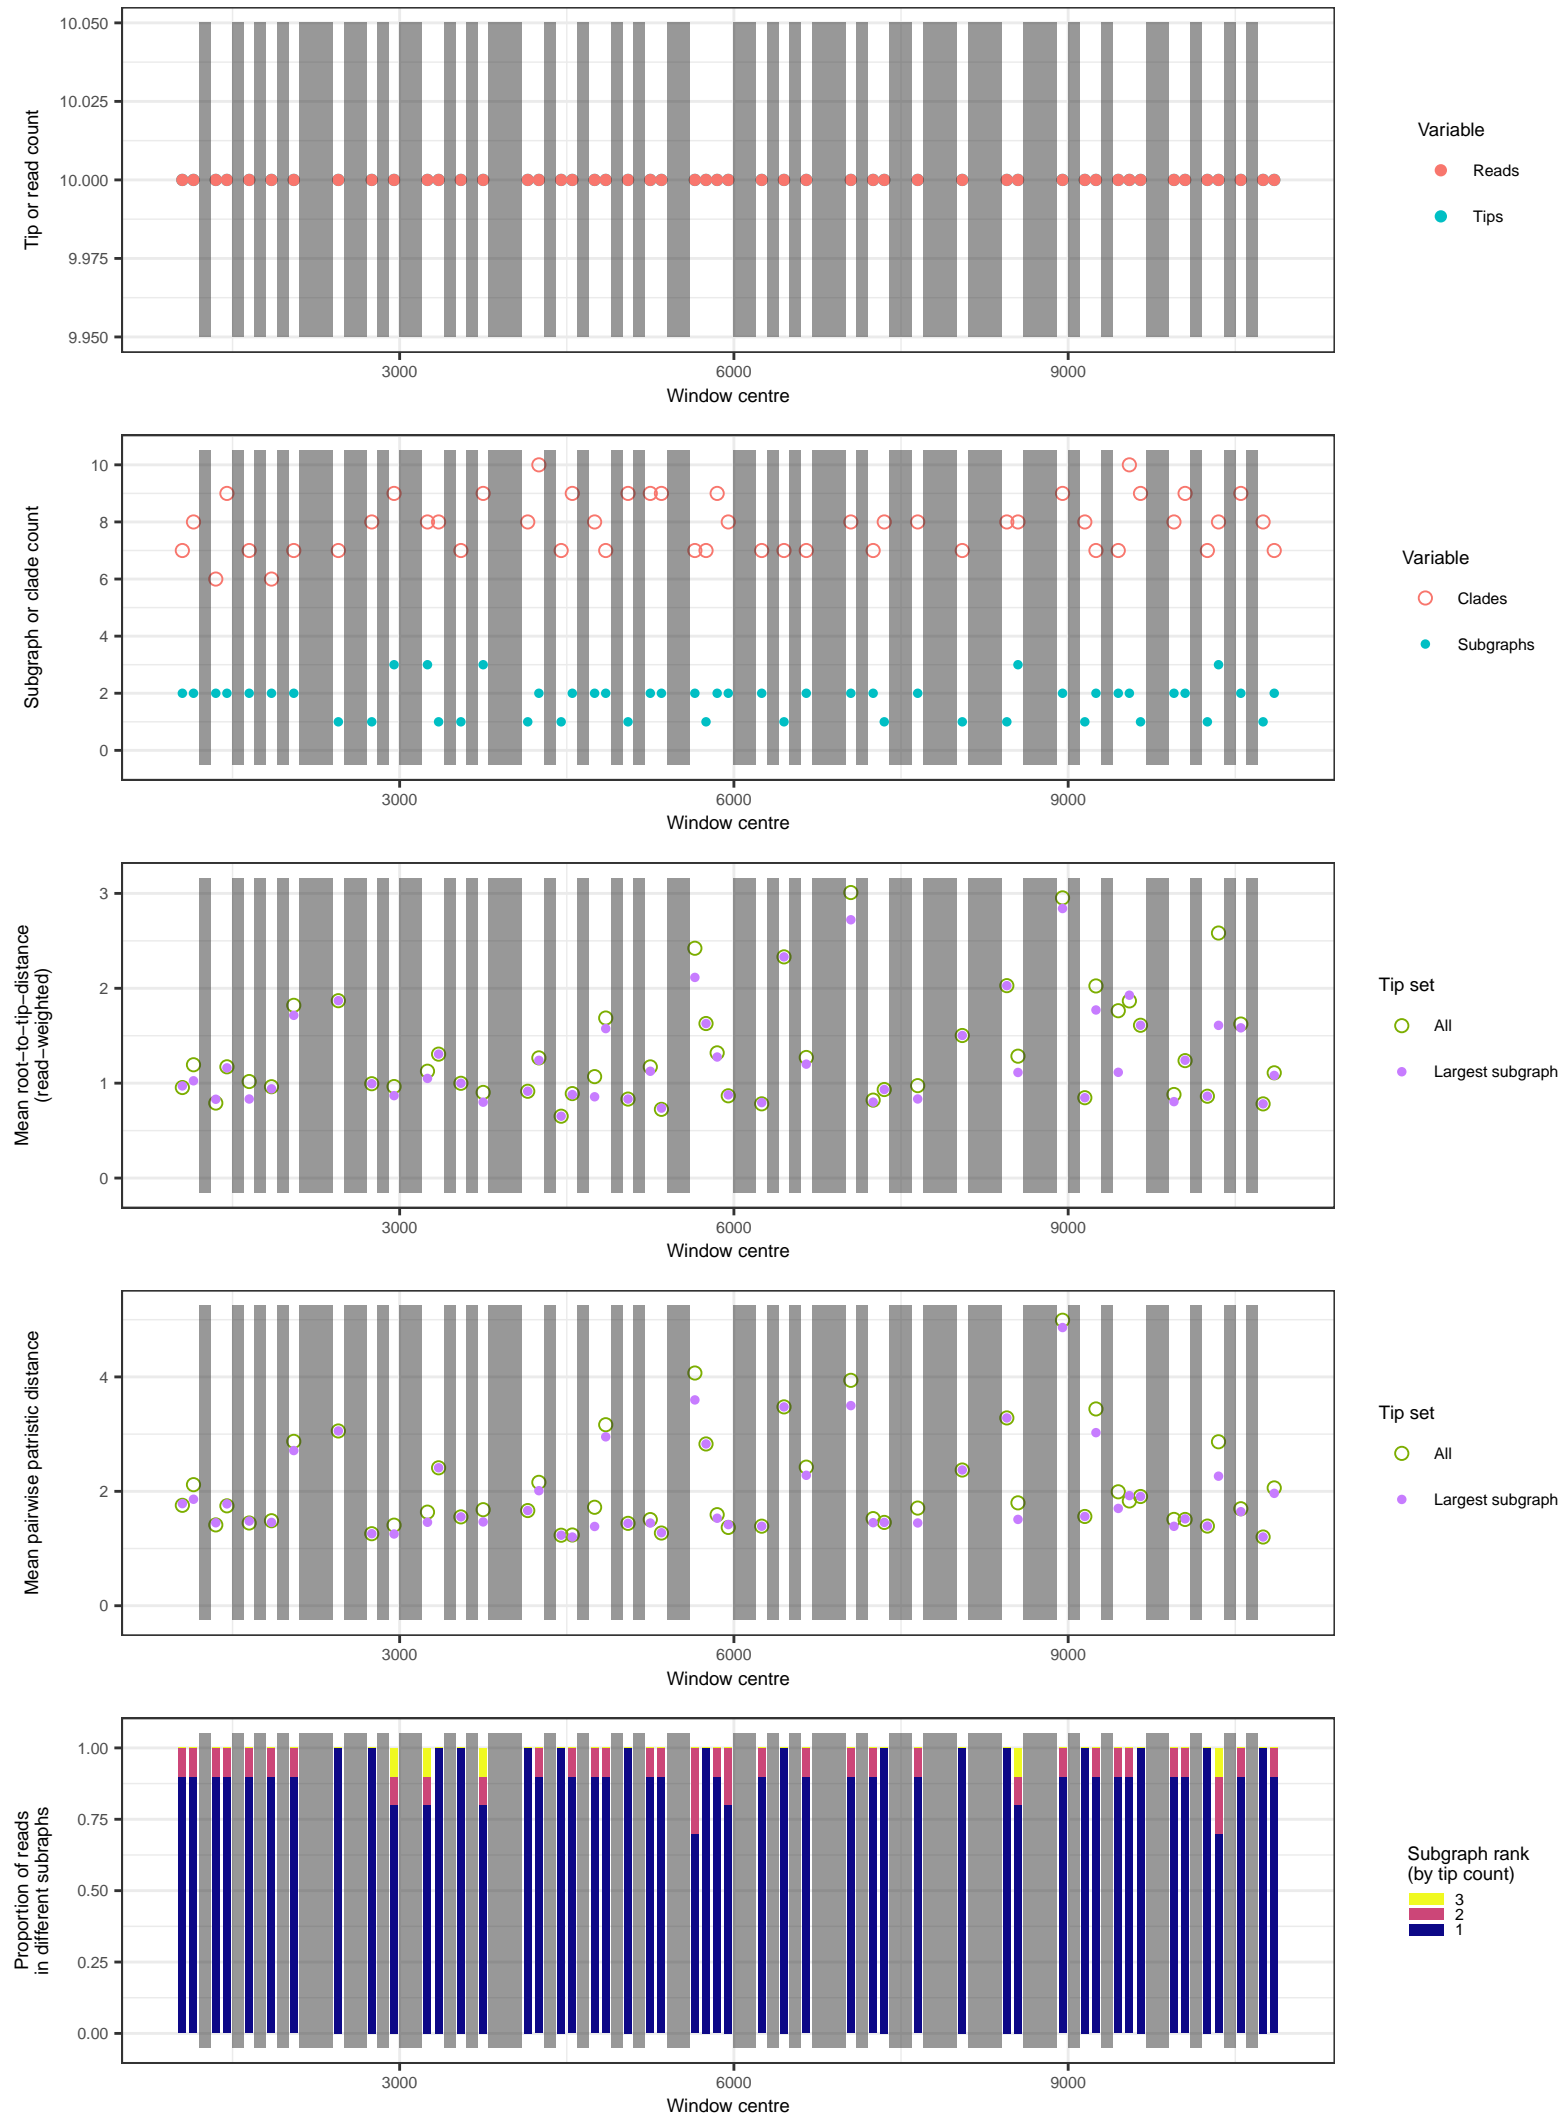 10.050
10.025
10.000
9.975
9.950
Tip or read count
3000
6000
9000
Window centre
Variable
Reads
Tips
10
8
6
4
2
0
Subgraph or clade count
3000
6000
9000
Window centre
Variable
Clades
Subgraphs
3
2
1
0
Mean root−to−tip−distance
(read−weighted)
3000
6000
9000
Window centre
Tip set
All
Largest subgraph
4
2
0
Mean pairwise patristic distance
3000
6000
9000
Window centre
Tip set
All
Largest subgraph
1.00
0.75
0.50
0.25
0.00
Proportion of reads
in different subraphs
3000
6000
9000
Window centre
Subgraph rank
(by tip count)
3
2
1